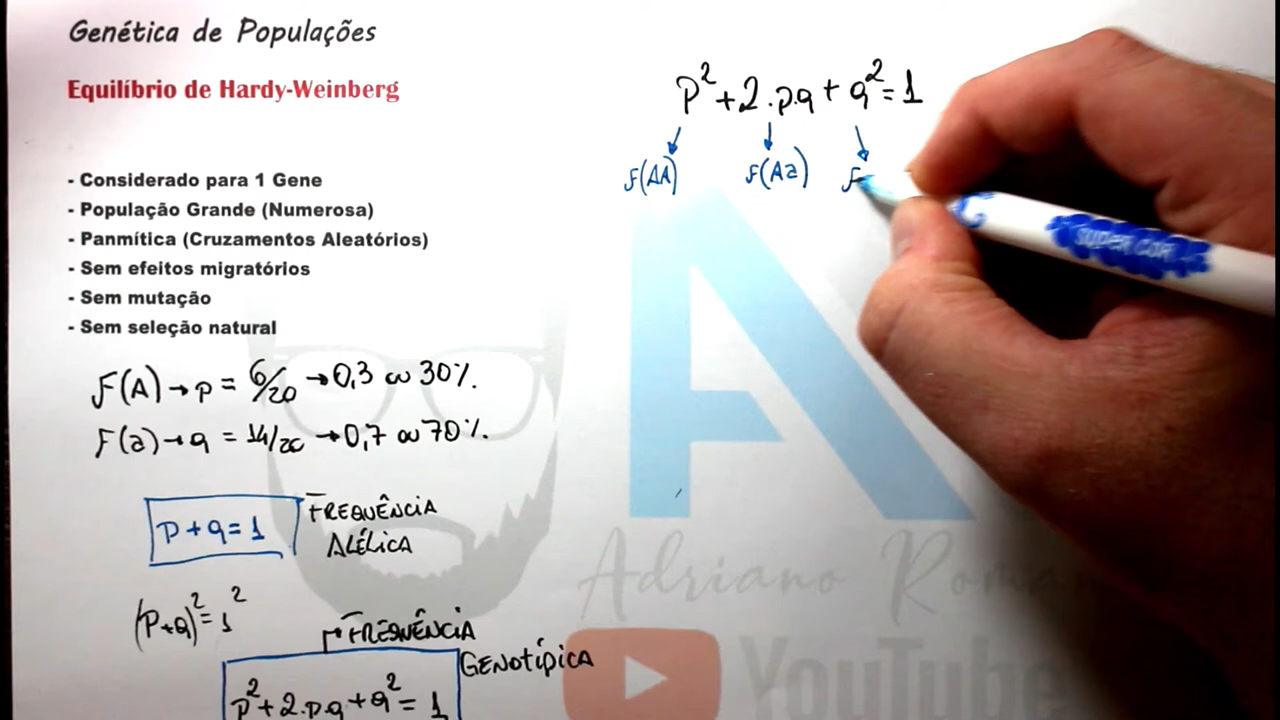 Genética de Populações
Equilíbrio de Hardy-Weinberg
- Considerado para 1 Gene
- População Grande (Numerosa)
- Panmítica (Cruzamentos Aleatórios)
- Sem efeitos migratórios
- Sem mutação
- Sem seleção natural
F(A) → p = 6/20 → 0,3 ou 30%.
F(a) → q = 14/20 → 0,7 ou 70%.
p + q = 1
FREQUÊNCIA
ALÉLICA
(p+q)² = 1²
FREQUÊNCIA
GENOTÍPICA
p² + 2.pq + q² = 1
p² + 2.p.q + q² = 1
F(AA) F(Aa) F
super cor
Adriano Roma
YouTube